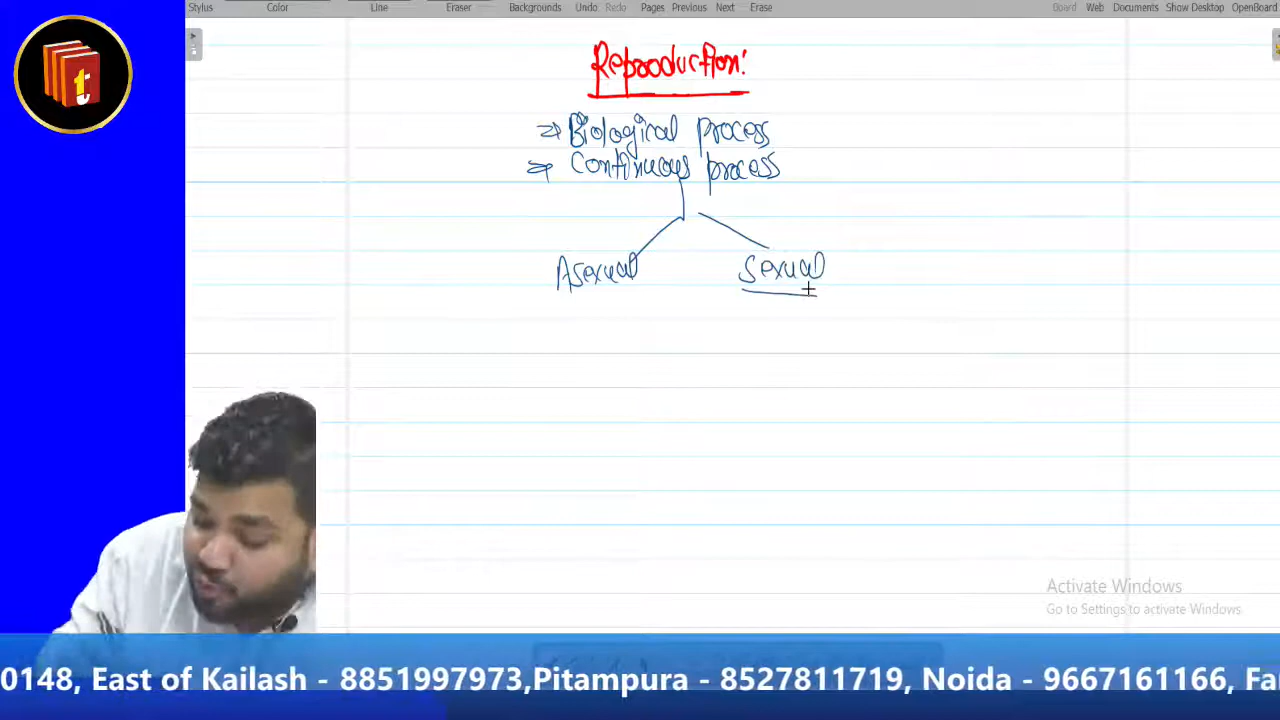 Stylus Color Line Eraser Backgrounds Undo Redo Pages Previous Next Erase Board Web Documents Show Desktop OpenBoard
t
Reproduction:
⇒ Biological process
⇒ Continuous process
Asexual Sexual
Activate Windows
Go to Settings to activate Windows.
0148, East of Kailash - 8851997973,Pitampura - 8527811719, Noida - 9667161166, Fa